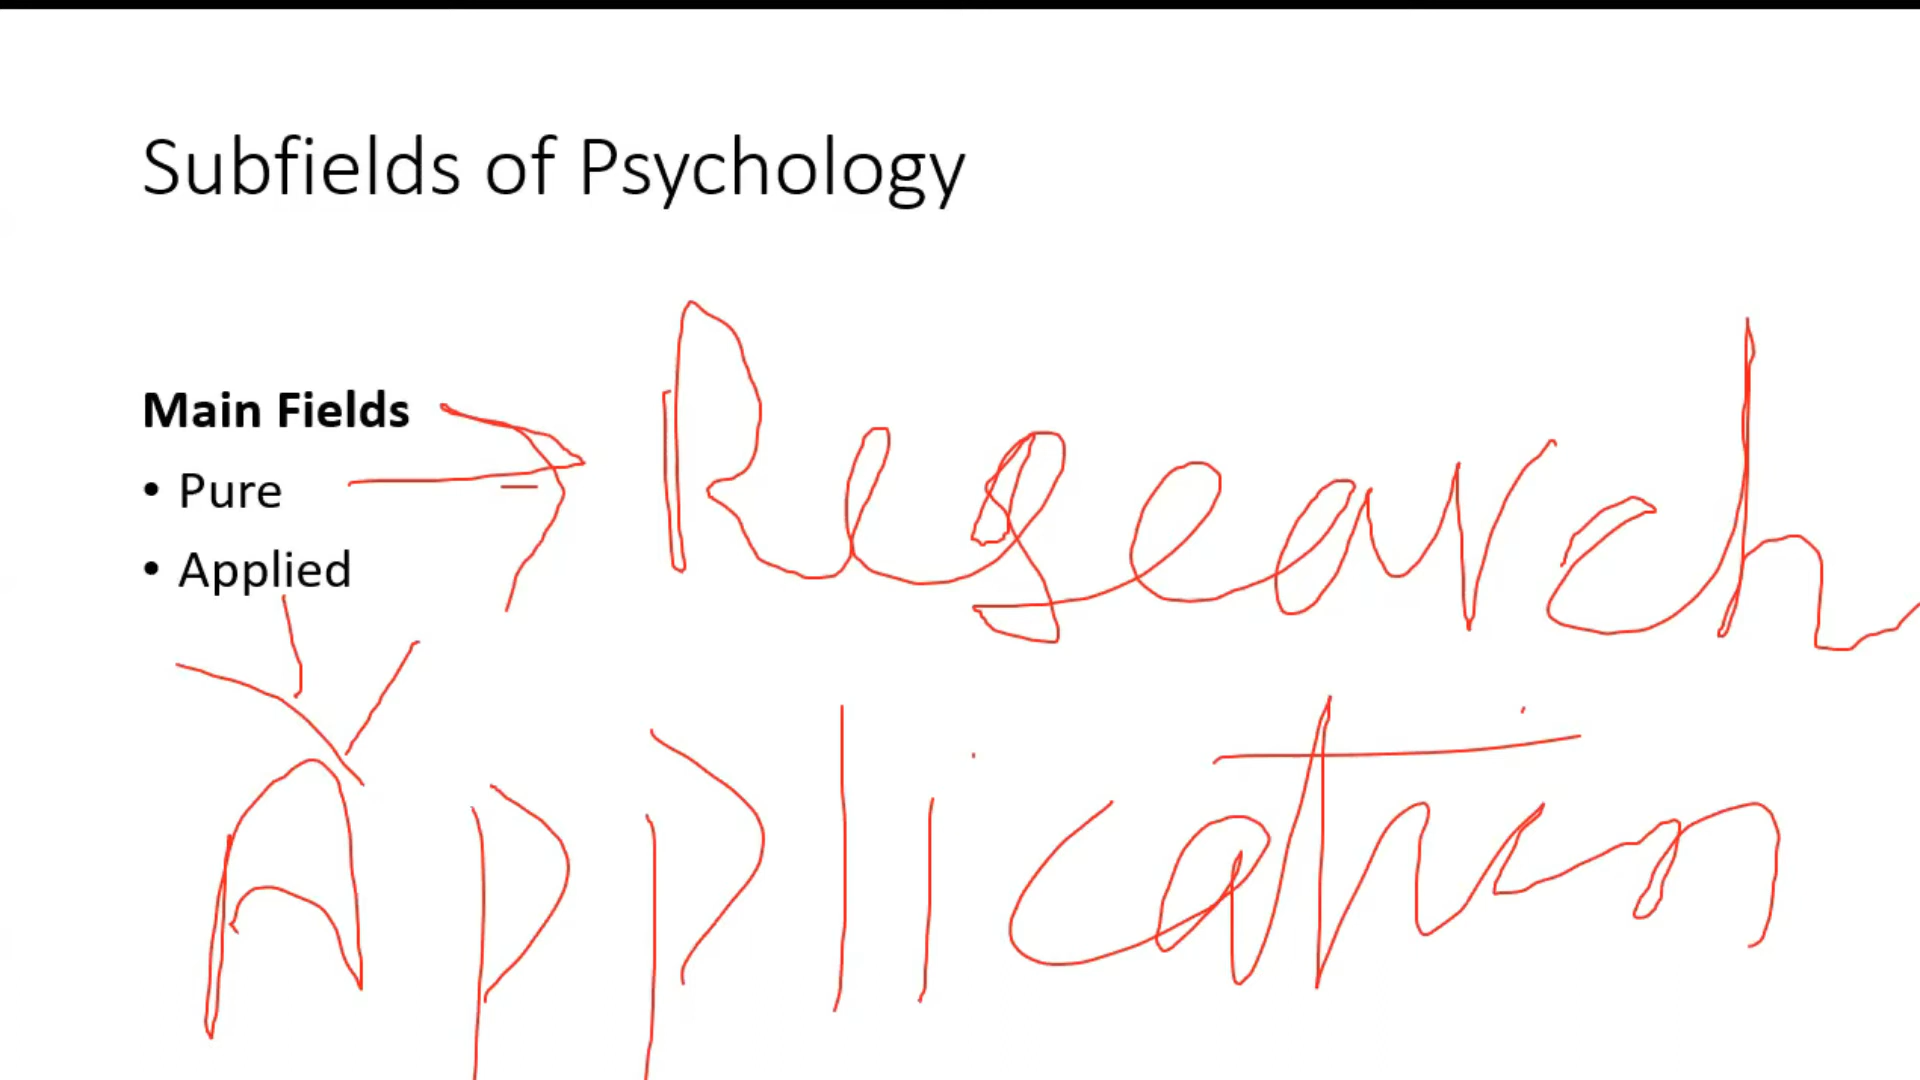 Subfields of Psychology
Main Fields
• Pure
Research
• Applied
Application